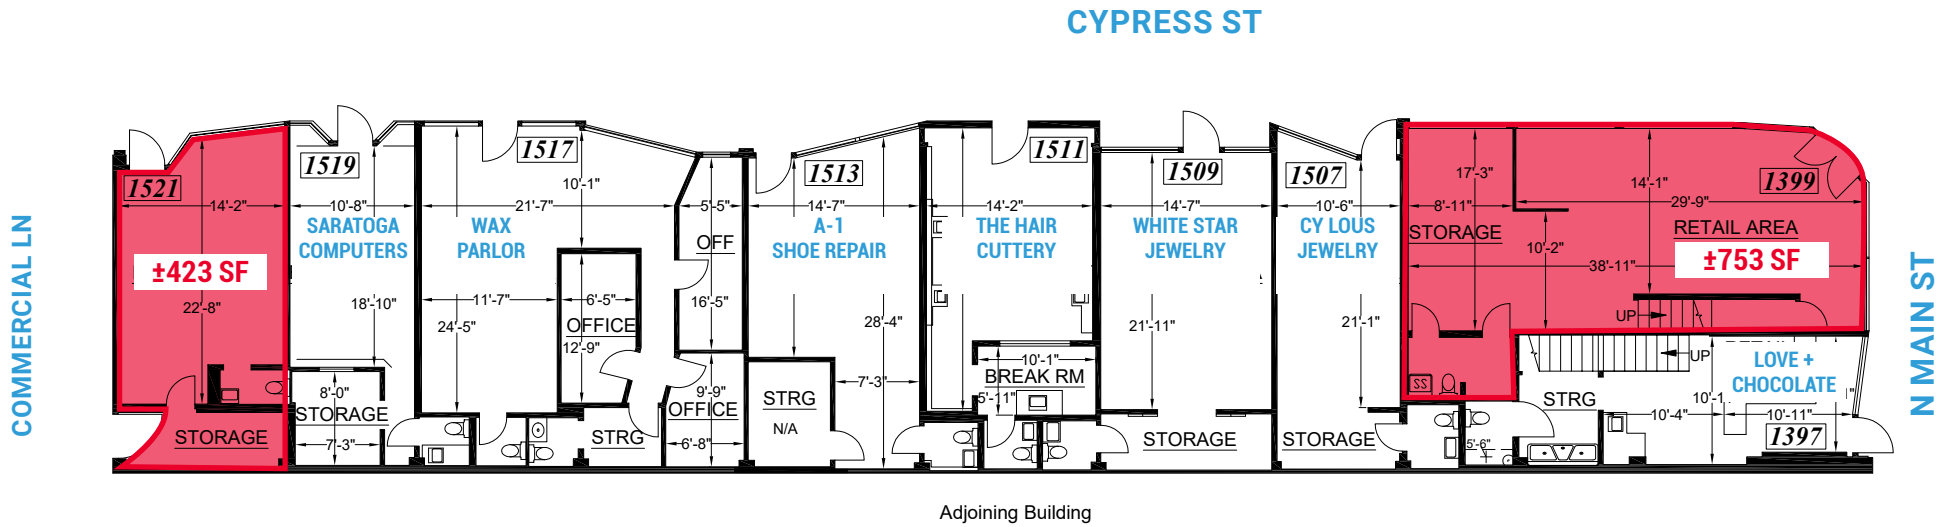 CYPRESS ST
COMMERCIAL LN
N MAIN ST
1521
14'-2"
±423 SF
22'-8"
STORAGE
1519
10'-8"
SARATOGA
COMPUTERS
18'-10"
8'-0"
STORAGE
7'-3"
1517
10'-1"
21'-7"
WAX
PARLOR
11'-7"
24'-5"
6'-5"
OFFICE
12'-9"
STRG
5'-5"
OFF
16'-5"
9'-9"
OFFICE
6'-8"
1513
14'-7"
A-1
SHOE REPAIR
28'-4"
7'-3"
STRG
N/A
1511
14'-2"
THE HAIR
CUTTERY
10'-1"
BREAK RM
5'-11"
1509
14'-7"
WHITE STAR
JEWELRY
21'-11"
STORAGE
1507
10'-6"
CY LOUS
JEWELRY
21'-1"
STORAGE
17'-3"
8'-11"
STORAGE
14'-1"
1399
29'-9"
RETAIL AREA
10'-2"
±753 SF
38'-11"
UP
UP
LOVE +
CHOCOLATE
STRG
10'-1
10'-4"
10'-11"
1397
5'-6"
Adjoining Building